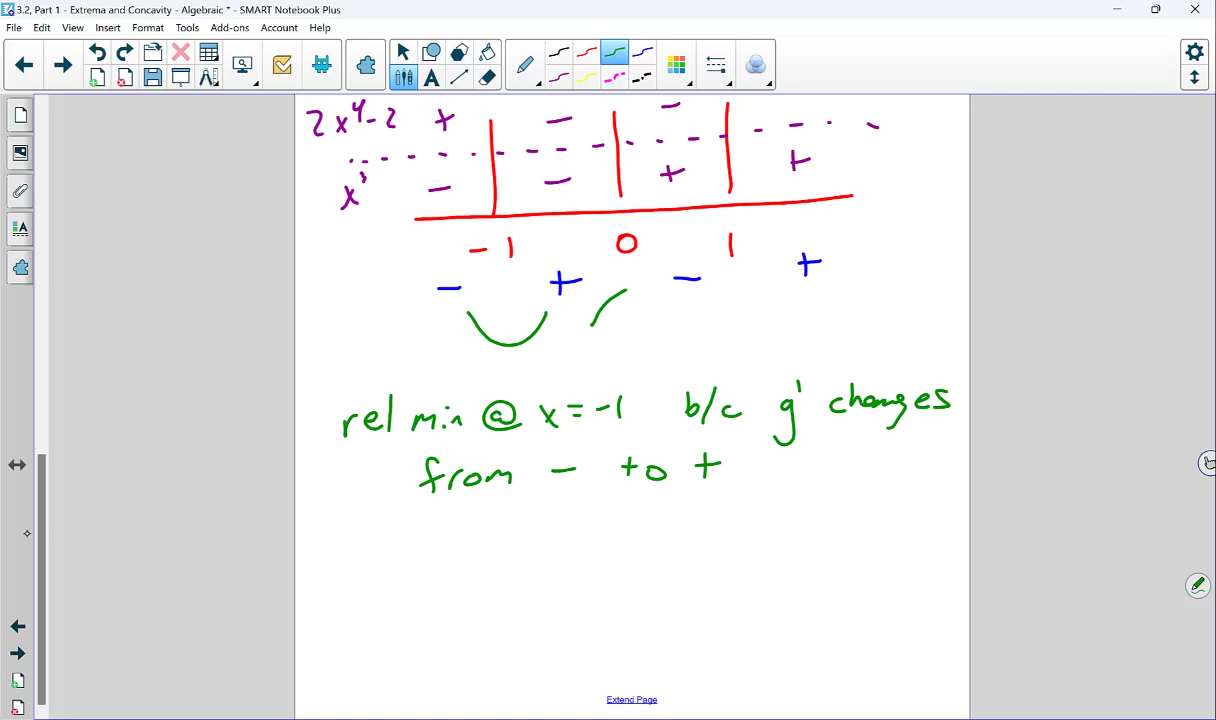 3.2, Part 1 - Extrema and Concavity - Algebraic * - SMART Notebook Plus
File Edit View Insert Format Tools Add-ons Account Help
2x⁴-2 + - - -
x³ - - + +
-1 0 1
- + - +
rel min @ x = -1 b/c g' changes
from - to +
Extend Page